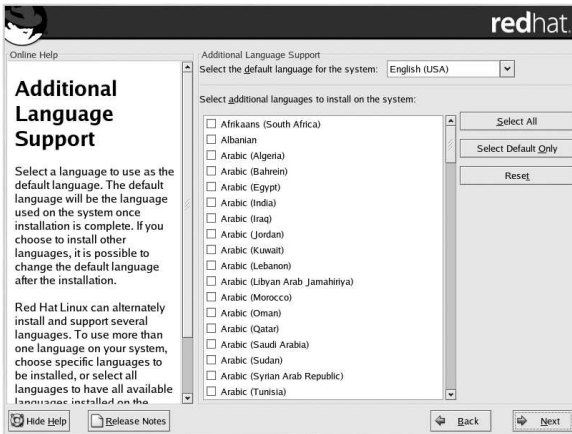 redhat.
Online Help
Additional
Language
Support
Select a language to use as the
default language. The default
language will be the language
used on the system once
installation is complete. If you
choose to install other
languages, it is possible to
change the default language
after the installation.
Red Hat Linux can alternately
install and support several
languages. To use more than
one language on your system,
choose specific languages to
be installed, or select all
languages to have all available
languages installed on the
Additional Language Support
Select the default language for the system: English (USA)
Select additional languages to install on the system:
Afrikaans (South Africa)
Albanian
Arabic (Algeria)
Arabic (Bahrein)
Arabic (Egypt)
Arabic (India)
Arabic (Iraq)
Arabic (Jordan)
Arabic (Kuwait)
Arabic (Lebanon)
Arabic (Libyan Arab Jamahiriya)
Arabic (Morocco)
Arabic (Oman)
Arabic (Qatar)
Arabic (Saudi Arabia)
Arabic (Sudan)
Arabic (Syrian Arab Republic)
Arabic (Tunisia)
Select All
Select Default Only
Reset
Hide Help
Release Notes
Back
Next